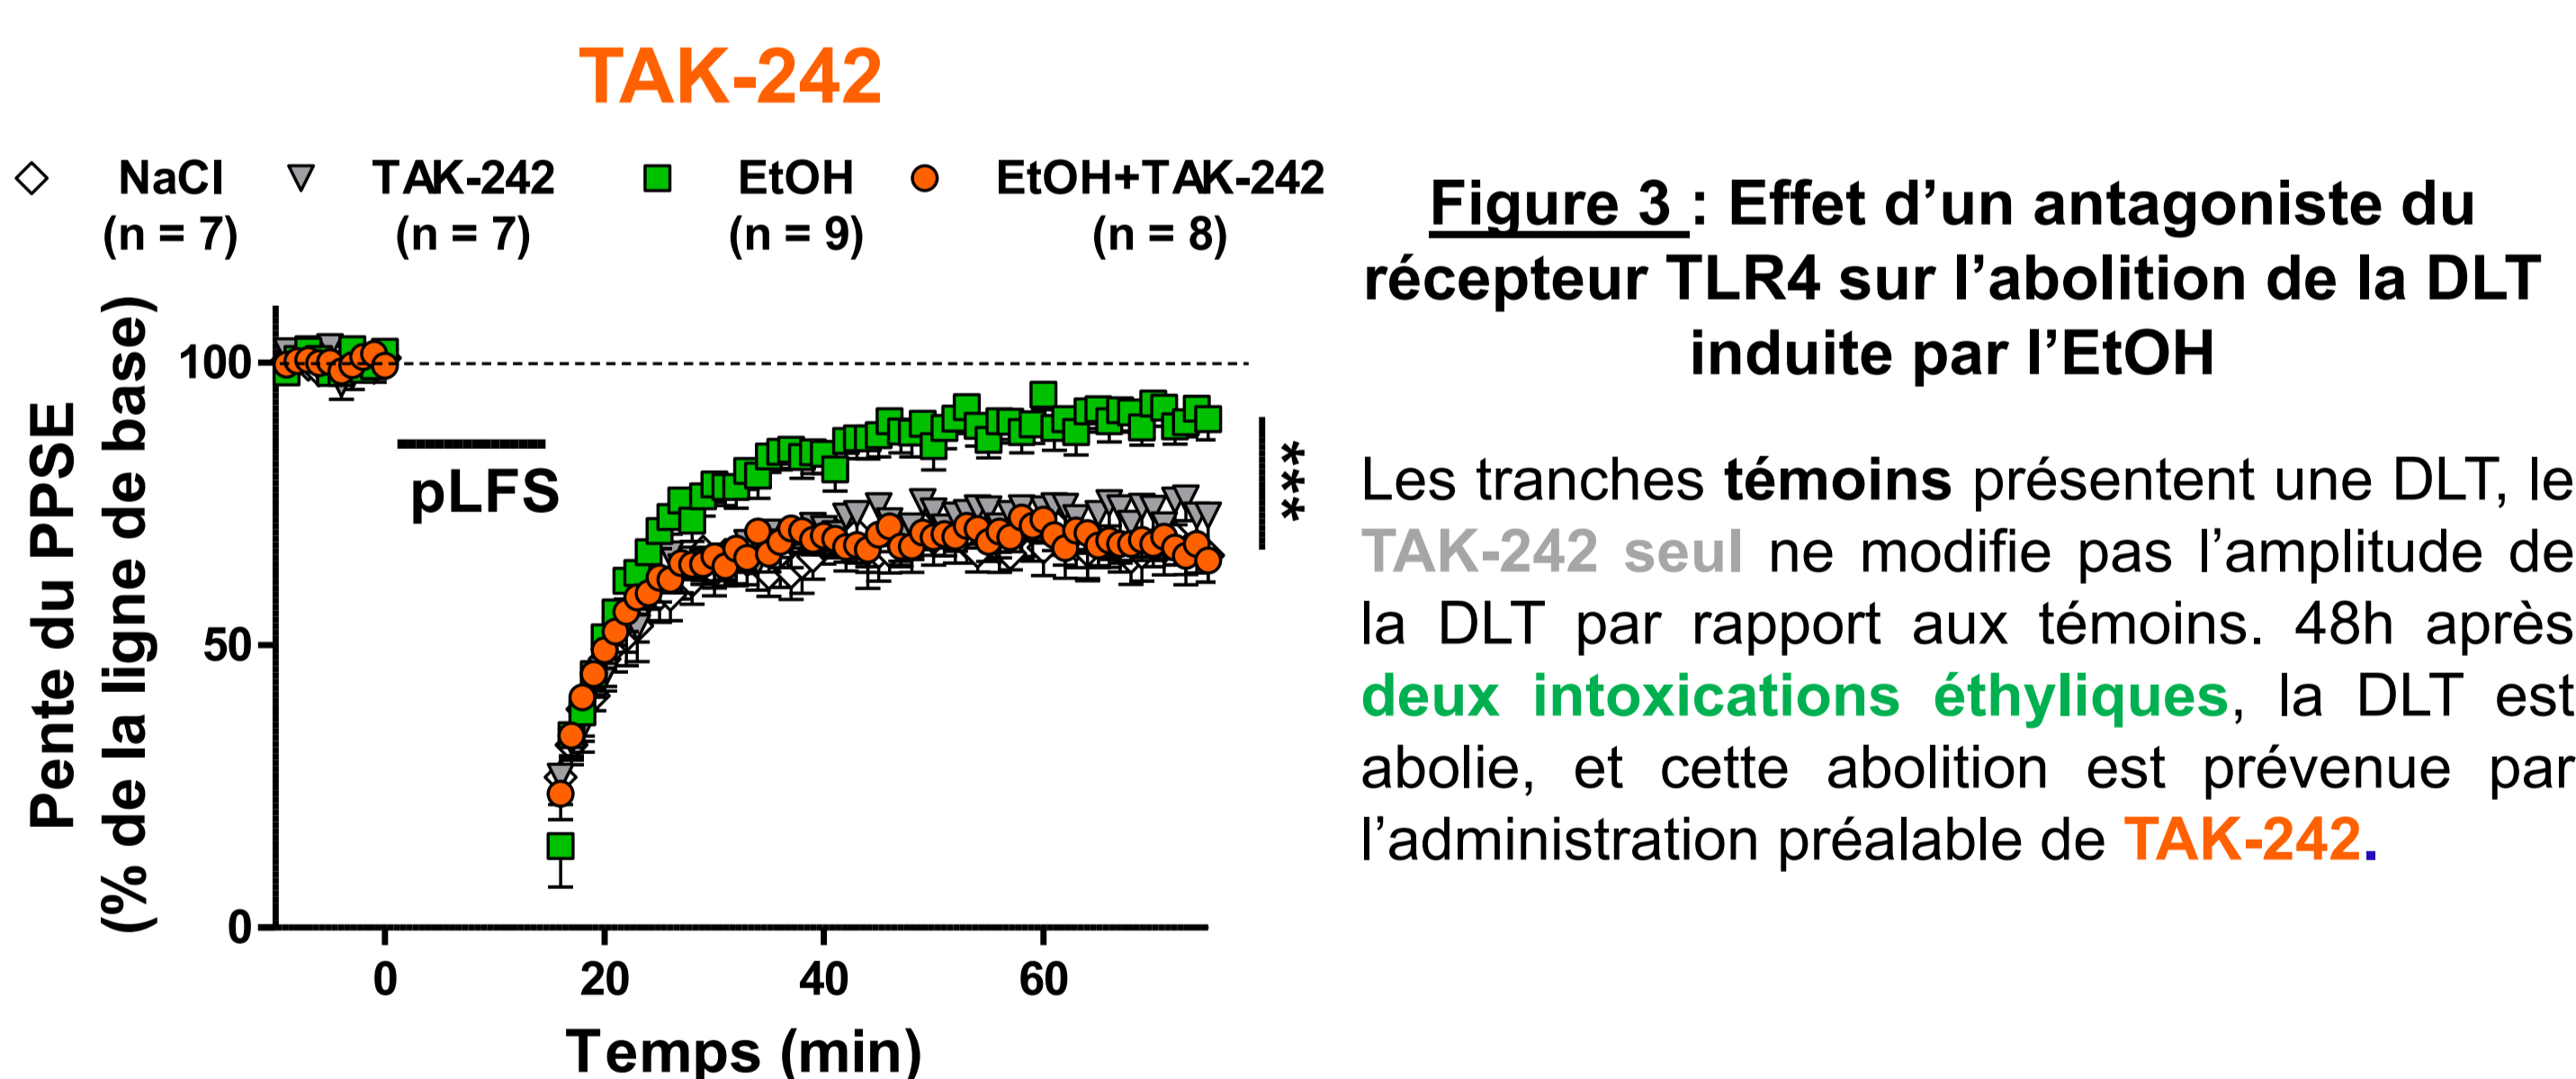 TAK-242
NaCl TAK-242 EtOH EtOH+TAK-242
(n = 7) (n = 7) (n = 9) (n = 8)
Pente du PPSE
(% de la ligne de base)
100
50
0
pLFS
***
0 20 40 60
Temps (min)
Figure 3 : Effet d’un antagoniste du
récepteur TLR4 sur l’abolition de la DLT
induite par l’EtOH
Les tranches témoins présentent une DLT, le
TAK-242 seul ne modifie pas l’amplitude de
la DLT par rapport aux témoins. 48h après
deux intoxications éthyliques, la DLT est
abolie, et cette abolition est prévenue par
l’administration préalable de TAK-242.